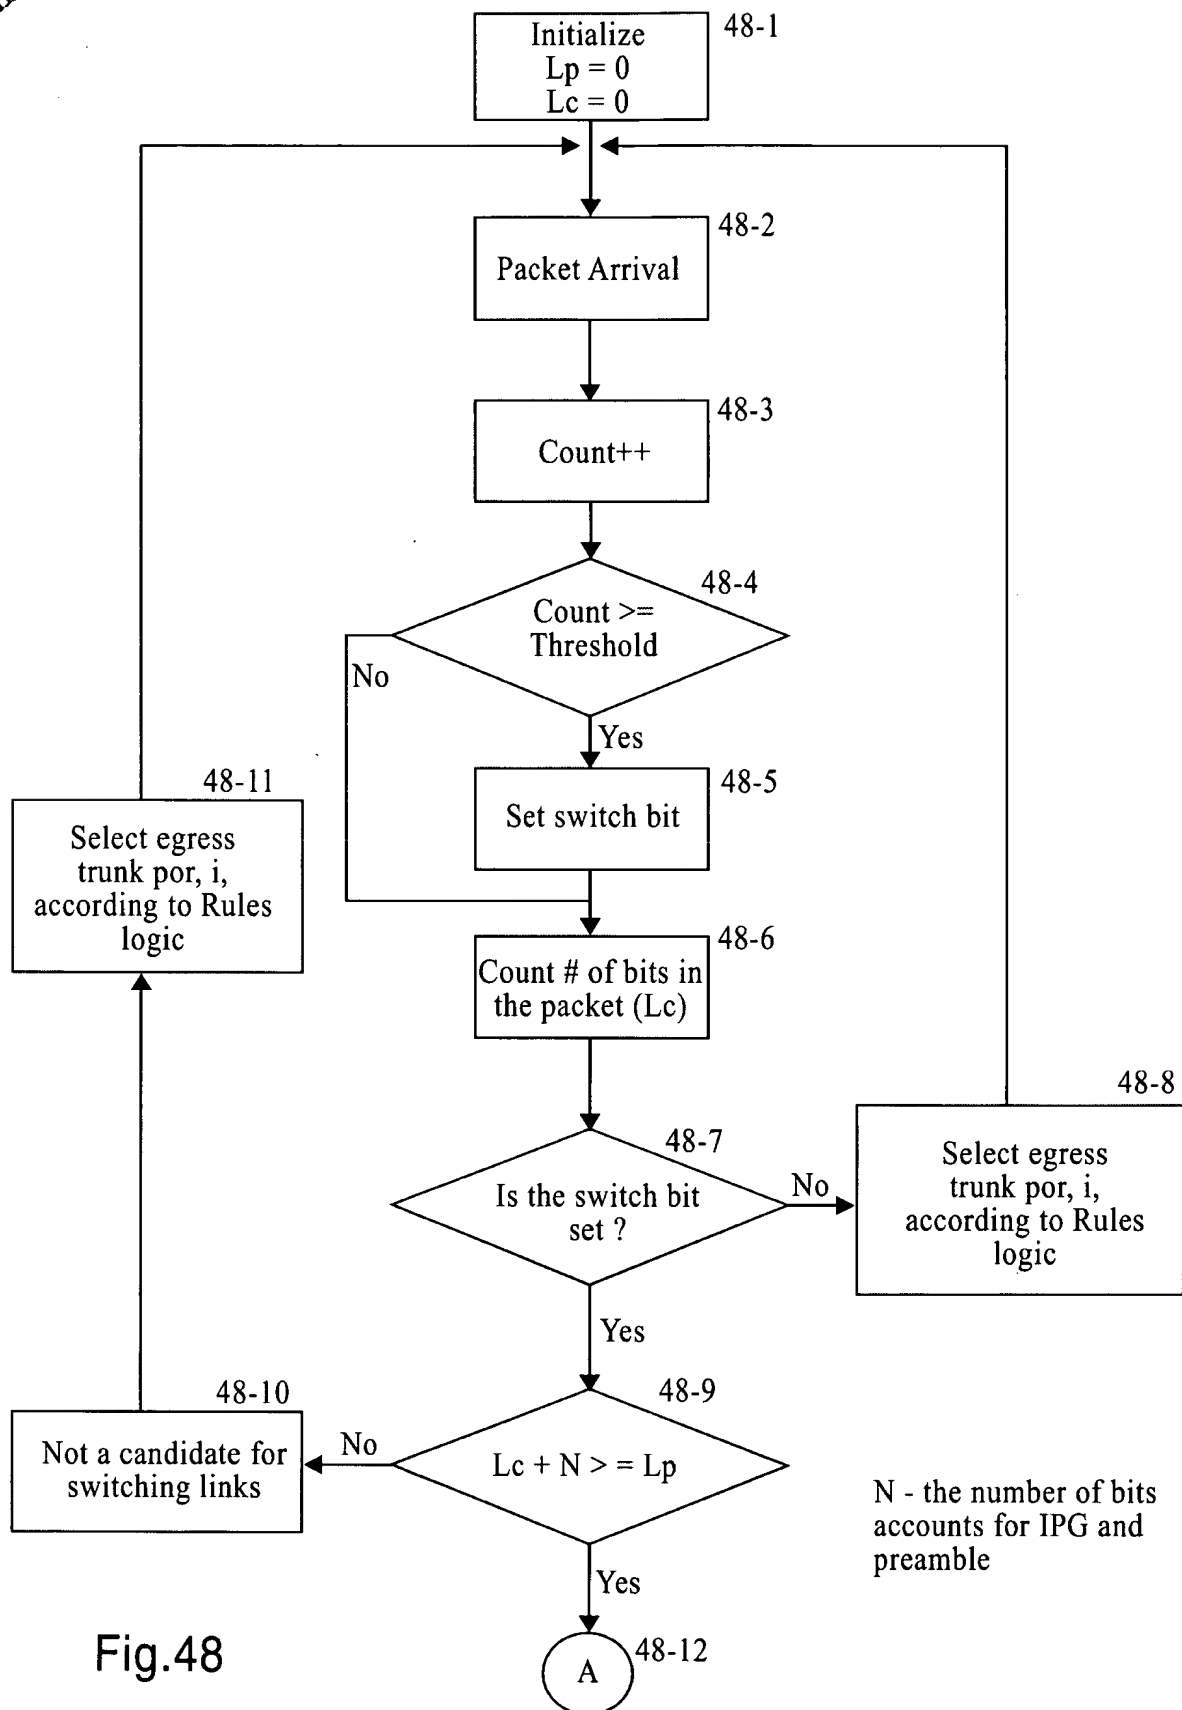 48-1
Initialize
Lp = 0
Lc = 0
48-2
Packet Arrival
48-3
Count++
48-4
Count >=
Threshold
No
Yes
48-5
Set switch bit
48-11
Select egress
trunk por, i,
according to Rules
logic
48-6
Count # of bits in
the packet (Lc)
48-7
Is the switch bit
set ?
No
48-8
Select egress
trunk por, i,
according to Rules
logic
Yes
48-9
Lc + N > = Lp
No
48-10
Not a candidate for
switching links
N - the number of bits
accounts for IPG and
preamble
Yes
48-12
A
Fig.48